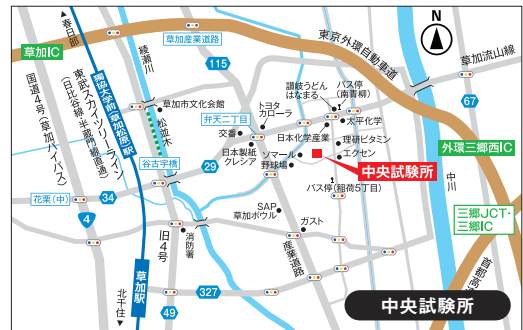 ▲春日部
草加IC
国道4号(草加バイパス)
東武スカイツリーライン
(日比谷線・半蔵門線直通)
獨協大学前〈草加松原〉駅
綾瀬川
草加産業道路
東京外環自動車道
N
115
草加流山線
67
草加市文化会館
松並木
トヨタ
カローラ
讃岐うどん
はなまる
バス停
(南青柳)
太平化学
弁天二丁目
交番
日本製紙
クレシア
日本化学産業
理研ビタミン
エクセン
ソマール
野球場
外環三郷西IC
谷古宇橋
29
中央試験所
中川
花栗(中)
34
バス停(稲荷5丁目)
4
SAP
草加ボウル
ガスト
三郷JCT・
三郷IC
旧4号
消防署
産業道路
首都高速
草加駅
327
49
北千住▼
中央試験所